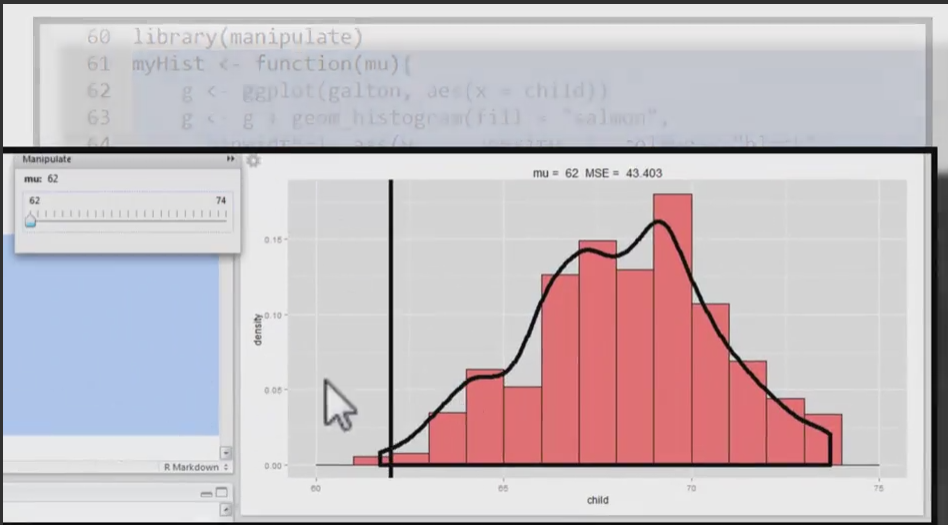 60 library(manipulate)
61 myHist <- function(mu){
62 g <- ggplot(galton, aes(x = child))
63 g <- g + geom_histogram(fill = "salmon",
64
Manipulate
mu: 62
62 74
R Markdown
mu = 62 MSE = 43.403
density
0.15
0.10
0.05
0.00
60 65 70 75
child